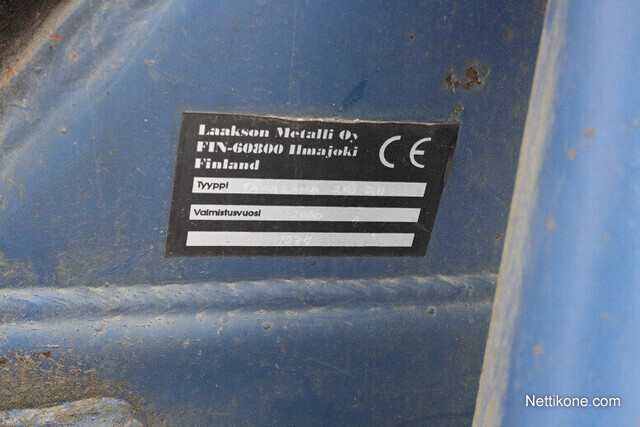 Laakson Metalli Oy
FIN-60800 Ilmajoki
Finland
CE
Tyyppi
Valmistusvuosi
Nettikone.com